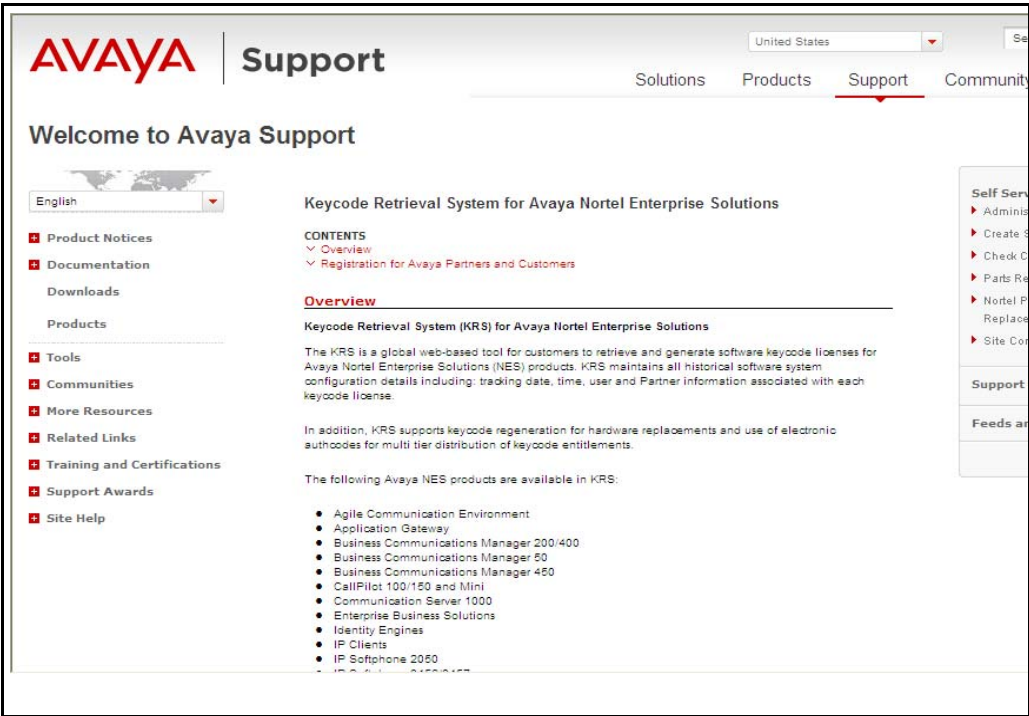 AVAYA
Support
United States
Solutions Products Support Community
Welcome to Avaya Support
English
Product Notices
Documentation
Downloads
Products
Tools
Communities
More Resources
Related Links
Training and Certifications
Support Awards
Site Help
Keycode Retrieval System for Avaya Nortel Enterprise Solutions
CONTENTS
Overview
Registration for Avaya Partners and Customers
Overview
Keycode Retrieval System (KRS) for Avaya Nortel Enterprise Solutions
The KRS is a global web-based tool for customers to retrieve and generate software keycode licenses for
Avaya Nortel Enterprise Solutions (NES) products. KRS maintains all historical software system
configuration details including: tracking date, time, user and Partner information associated with each
keycode license.
In addition, KRS supports keycode regeneration for hardware replacements and use of electronic
authcodes for multi tier distribution of keycode entitlements.
The following Avaya NES products are available in KRS:
Agile Communication Environment
Application Gateway
Business Communications Manager 200/400
Business Communications Manager 50
Business Communications Manager 450
CallPilot 100/150 and Mini
Communication Server 1000
Enterprise Business Solutions
Identity Engines
IP Clients
IP Softphone 2050
Self Serv
Adminis
Create S
Check C
Parts Re
Nortel P
Replace
Site Cor
Support
Feeds